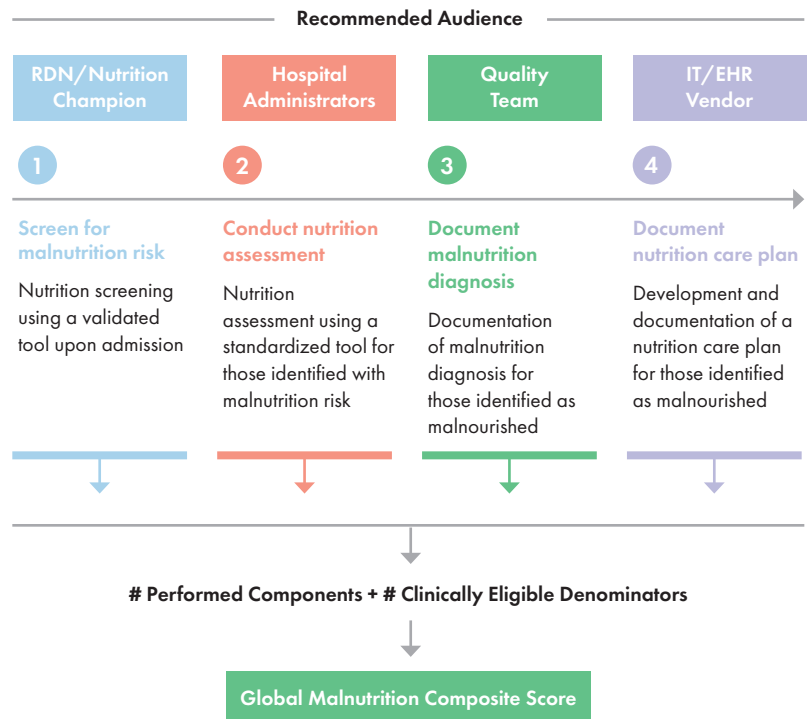 Recommended Audience
RDN/Nutrition
Champion
Hospital
Administrators
Quality
Team
IT/EHR
Vendor
1
2
3
4
Screen for
malnutrition risk
Nutrition screening
using a validated
tool upon admission
Conduct nutrition
assessment
Nutrition
assessment using a
standardized tool for
those identified with
malnutrition risk
Document
malnutrition
diagnosis
Documentation
of malnutrition
diagnosis for
those identified as
malnourished
Document
nutrition care plan
Development and
documentation of a
nutrition care plan
for those identified
as malnourished
# Performed Components + # Clinically Eligible Denominators
Global Malnutrition Composite Score